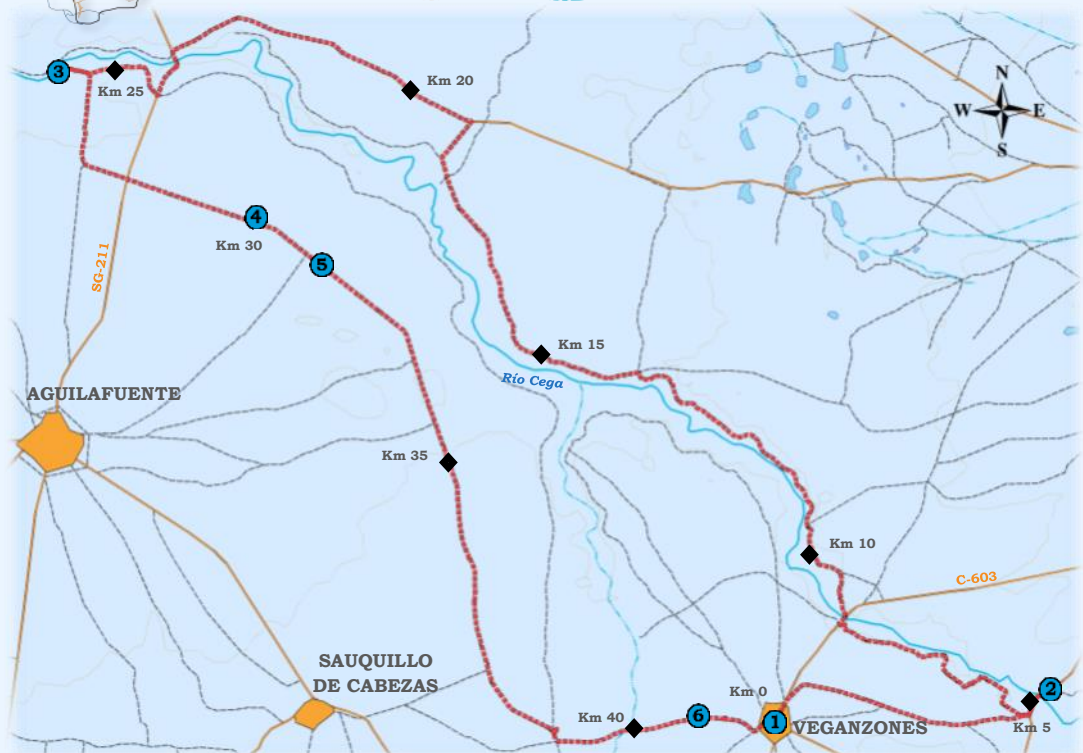 3
Km 25
Km 20
N
W E
S
4
Km 30
5
SG-211
Km 15
Río Cega
AGUILAFUENTE
Km 35
Km 10
C-603
SAUQUILLO
DE CABEZAS
Km 0
2
Km 40
6
1
VEGANZONES
Km 5